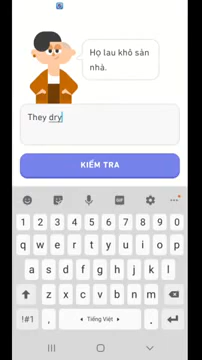 Họ lau khô sàn
nhà.
They dry
KIỂM TRA
GIF
1 2 3 4 5 6 7 8 9 0
q w e r t y u i o p
a s d f g h j k l
z x c v b n m
!#1 , Tiếng Việt .